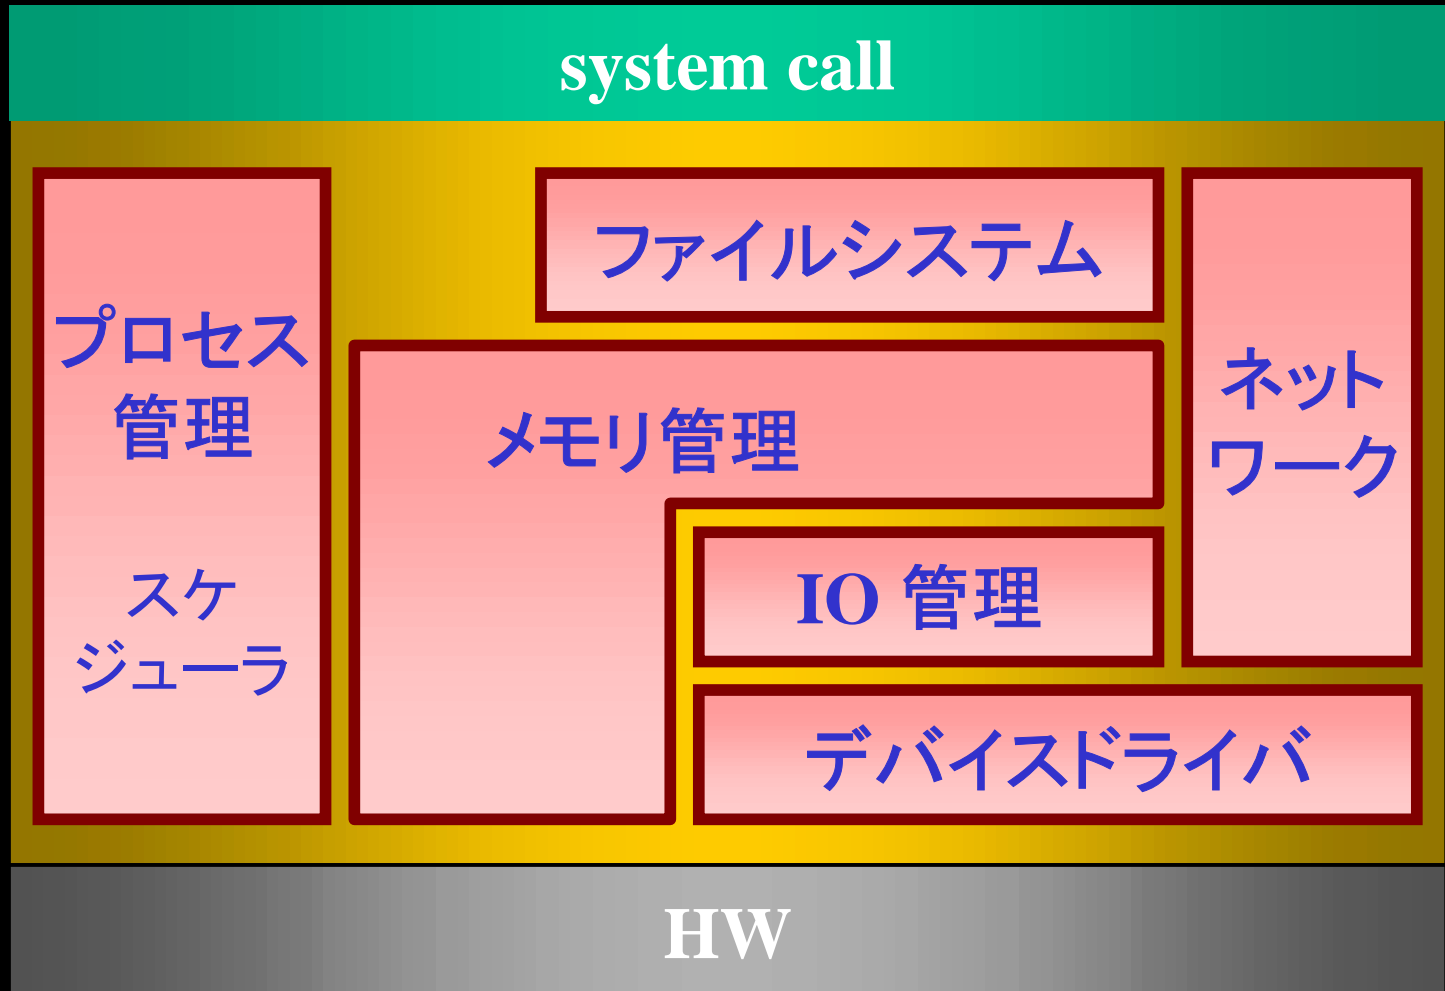 system call
プロセス
管理
スケ
ジューラ
ファイルシステム
メモリ管理
IO 管理
ネット
ワーク
デバイスドライバ
HW